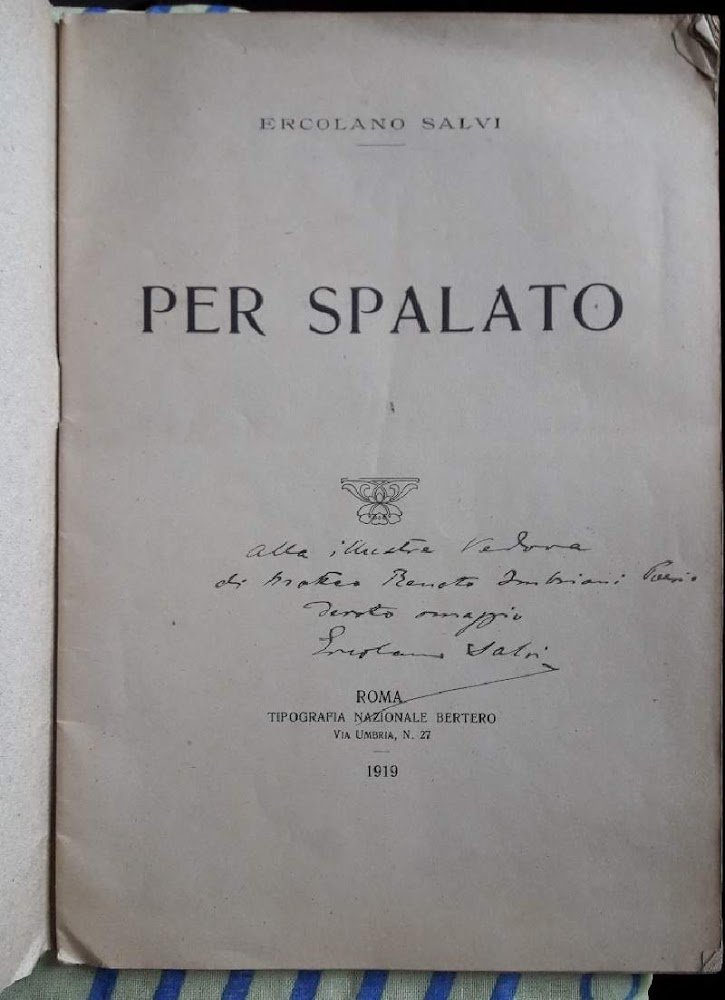 ERCOLANO SALVI
PER SPALATO
Alla illustre Vedova
di Matteo Renato Imbriani Poerio
devoto omaggio
Ercolano Salvi
ROMA
TIPOGRAFIA NAZIONALE BERTERO
VIA UMBRIA, N. 27
1919